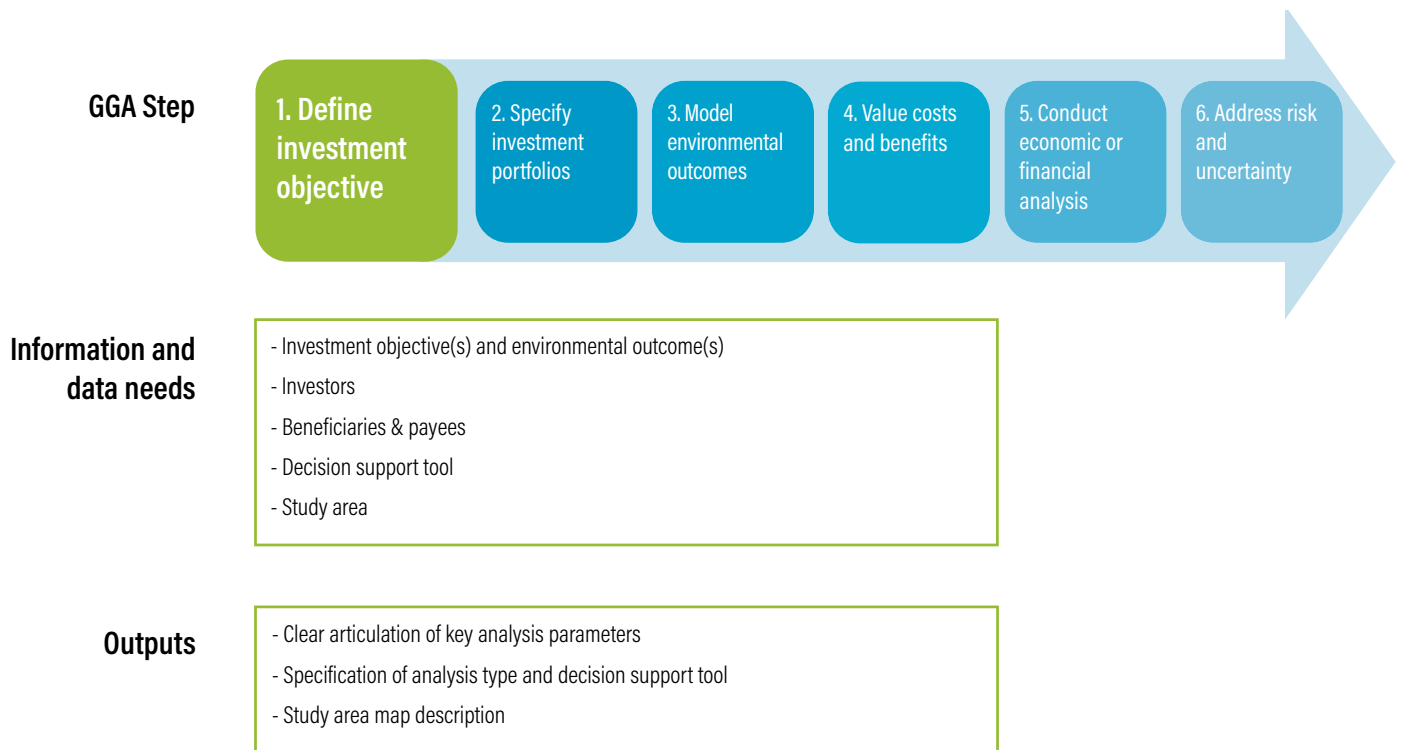 GGA Step
1. Define
investment
objective
2. Specify
investment
portfolios
3. Model
environmental
outcomes
4. Value costs
and benefits
5. Conduct
economic or
financial
analysis
6. Address risk
and
uncertainty
Information and
data needs
- Investment objective(s) and environmental outcome(s)
- Investors
- Beneficiaries & payees
- Decision support tool
- Study area
Outputs
- Clear articulation of key analysis parameters
- Specification of analysis type and decision support tool
- Study area map description